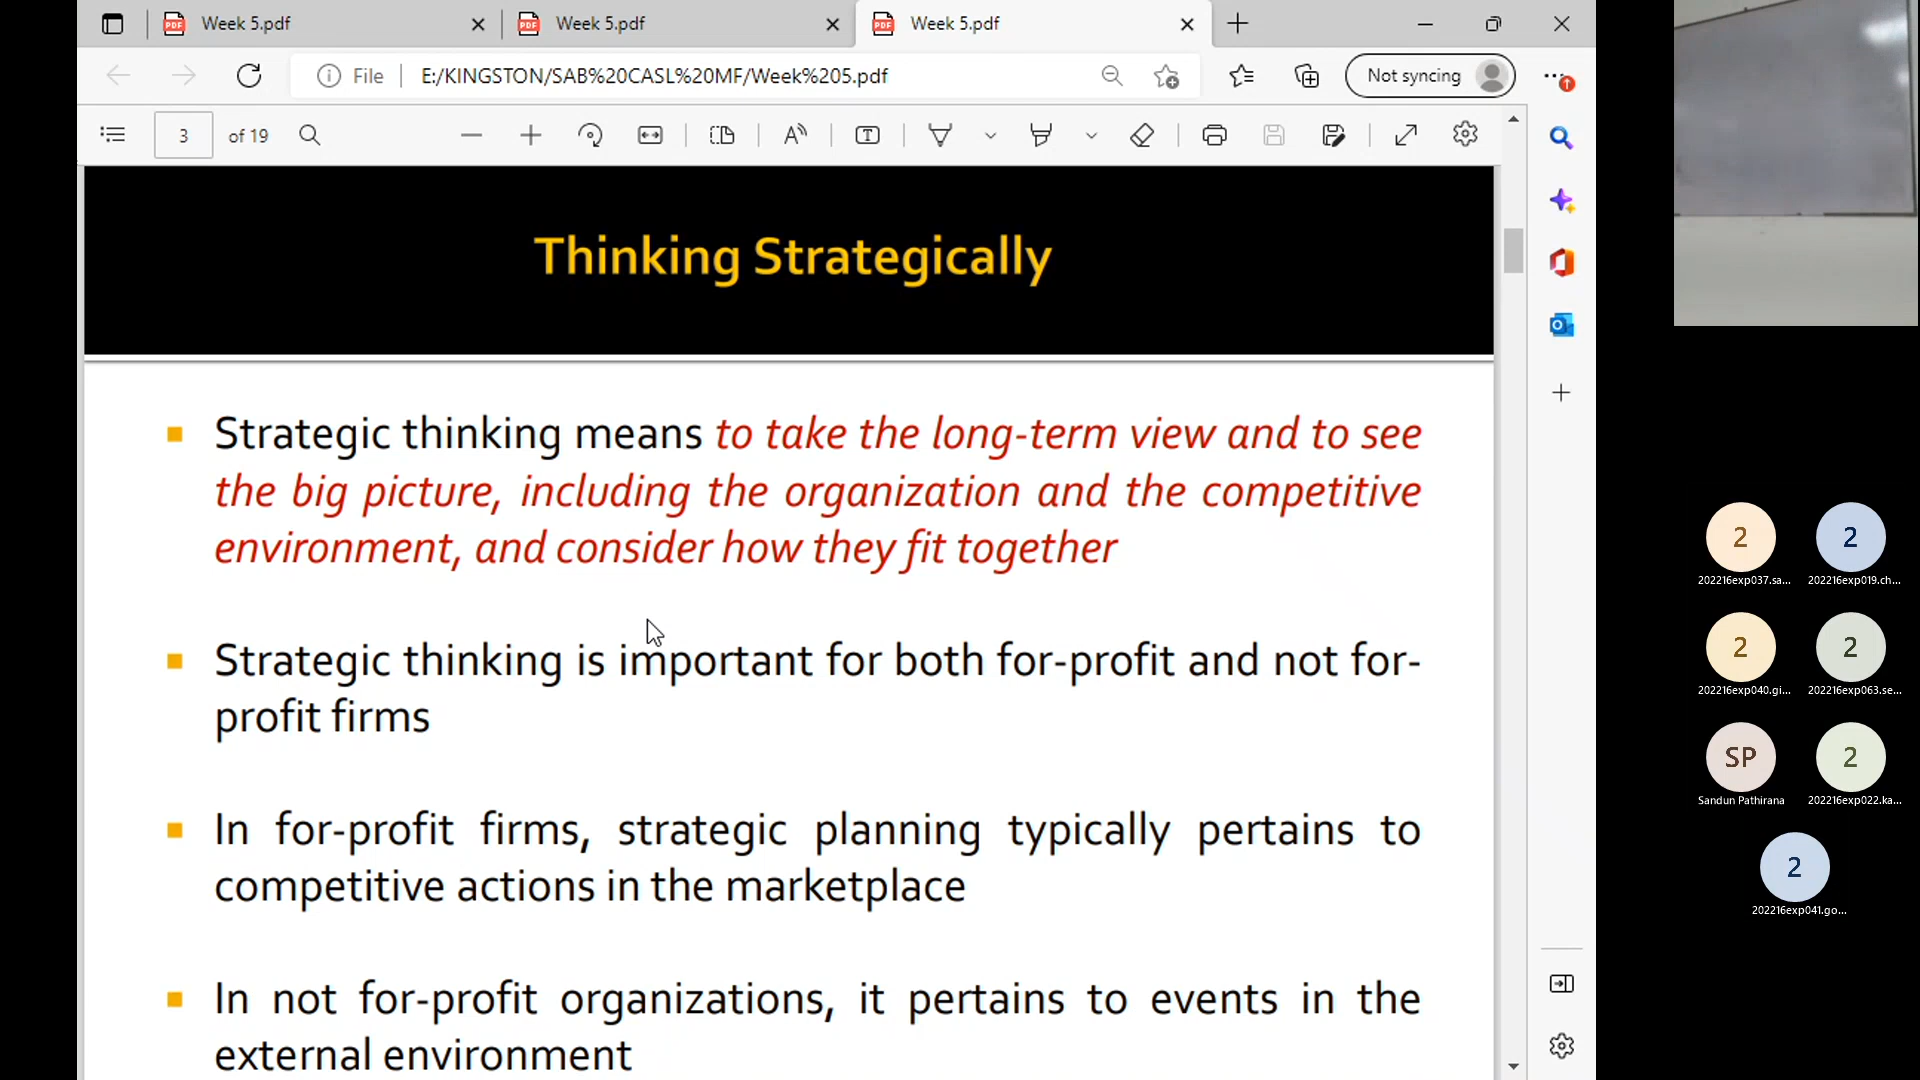 Week 5.pdf
Week 5.pdf
Week 5.pdf
File
E:/KINGSTON/SAB%20CASL%20MF/Week%205.pdf
Not syncing
3
of 19
Thinking Strategically
Strategic thinking means to take the long-term view and to see
the big picture, including the organization and the competitive
environment, and consider how they fit together
Strategic thinking is important for both for-profit and not for-
profit firms
In for-profit firms, strategic planning typically pertains to
competitive actions in the marketplace
In not for-profit organizations, it pertains to events in the
external environment
2
2
202216exp037.sa...
202216exp019.ch...
2
2
202216exp040.gi...
202216exp063.se...
SP
2
Sandun Pathirana
202216exp022.ka...
2
202216exp041.go...